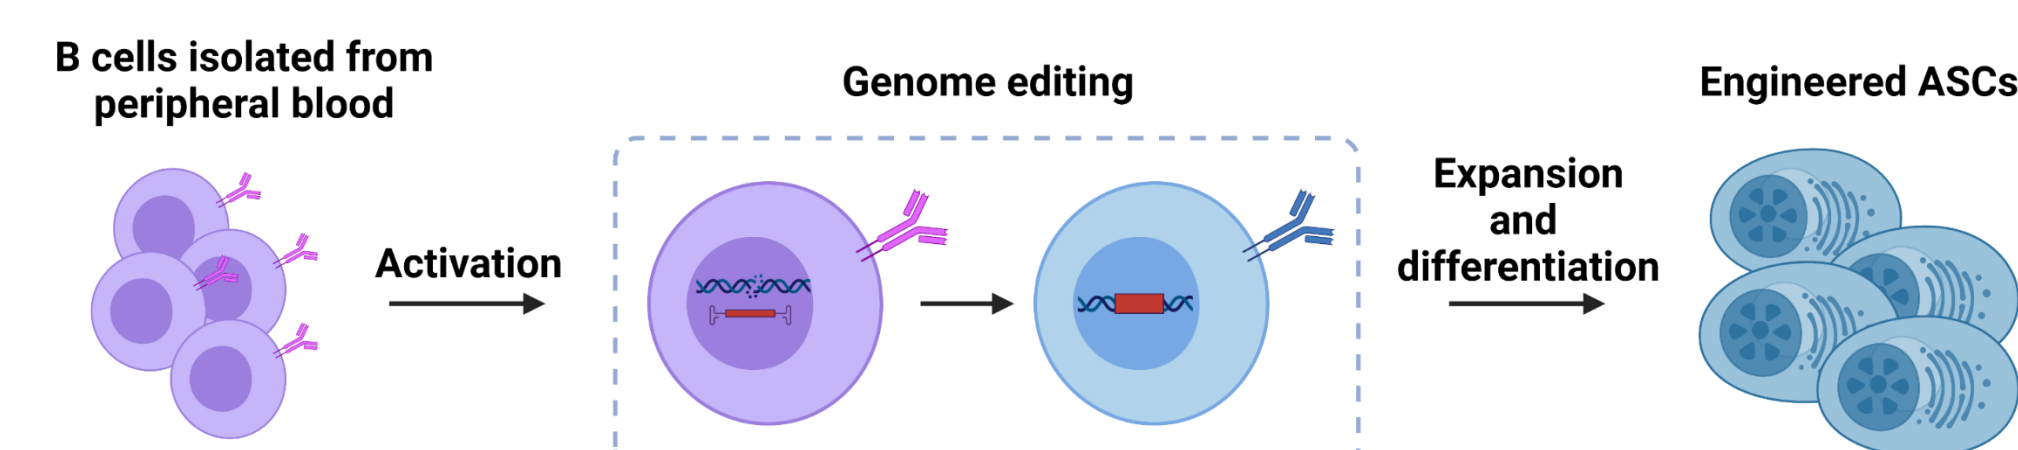 B cells isolated from
peripheral blood
Activation
Genome editing
Expansion
and
differentiation
Engineered ASCs